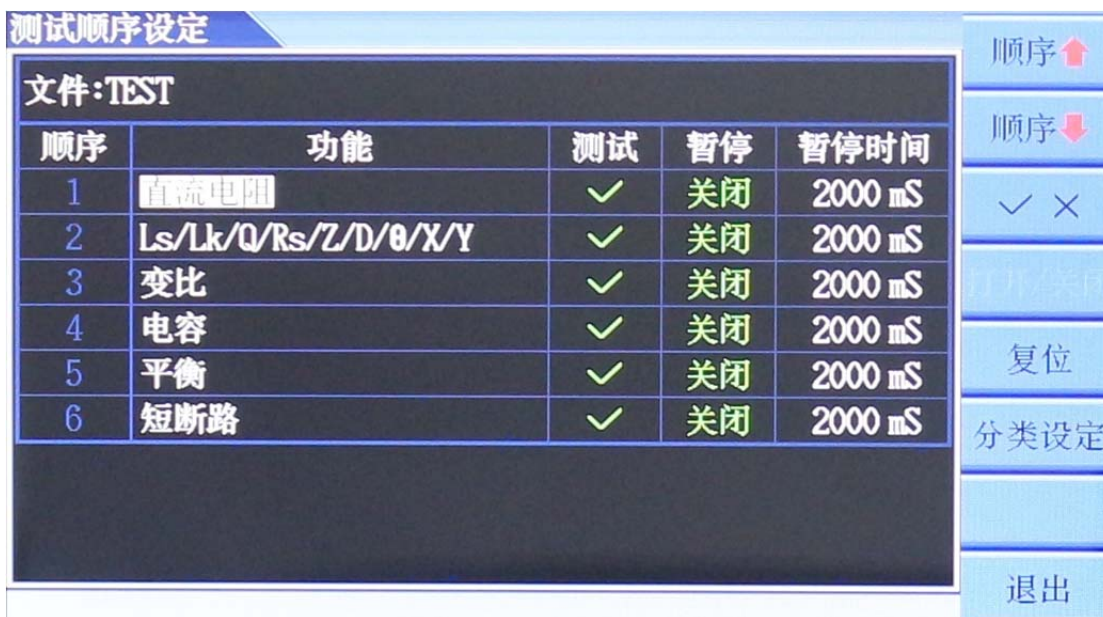 测试顺序设定
文件:TEST
顺序 功能 测试 暂停 暂停时间
1 直流电阻 ✓ 关闭 2000 mS
2 Ls/Lk/Q/Rs/Z/D/θ/X/Y ✓ 关闭 2000 mS
3 变比 ✓ 关闭 2000 mS
4 电容 ✓ 关闭 2000 mS
5 平衡 ✓ 关闭 2000 mS
6 短断路 ✓ 关闭 2000 mS
顺序
顺序
✓ ×
打开/关闭
复位
分类设定
退出